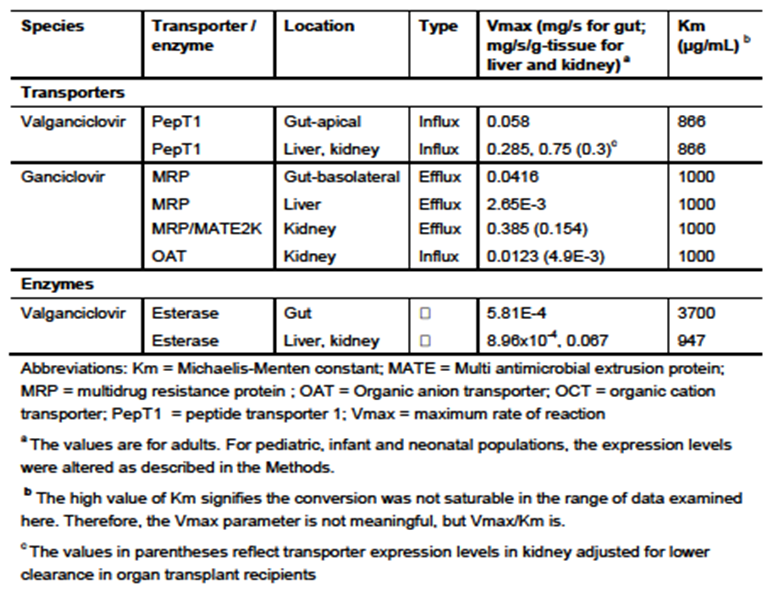 Species Transporter / enzyme Location Type Vmax (mg/s for gut; mg/s/g-tissue for liver and kidney) a Km (µg/mL) b
Transporters
Valganciclovir PepT1 Gut-apical Influx 0.058 866
PepT1 Liver, kidney Influx 0.285, 0.75 (0.3)c 866
Ganciclovir MRP Gut-basolateral Efflux 0.0416 1000
MRP Liver Efflux 2.65E-3 1000
MRP/MATE2K Kidney Efflux 0.385 (0.154) 1000
OAT Kidney Influx 0.0123 (4.9E-3) 1000
Enzymes
Valganciclovir Esterase Gut □ 5.81E-4 3700
Esterase Liver, kidney □ 8.96x10-4, 0.067 947
Abbreviations: Km = Michaelis-Menten constant; MATE = Multi antimicrobial extrusion protein;
MRP = multidrug resistance protein ; OAT = Organic anion transporter; OCT = organic cation
transporter; PepT1 = peptide transporter 1; Vmax = maximum rate of reaction
a The values are for adults. For pediatric, infant and neonatal populations, the expression levels
were altered as described in the Methods.
b The high value of Km signifies the conversion was not saturable in the range of data examined
here. Therefore, the Vmax parameter is not meaningful, but Vmax/Km is.
c The values in parentheses reflect transporter expression levels in kidney adjusted for lower
clearance in organ transplant recipients